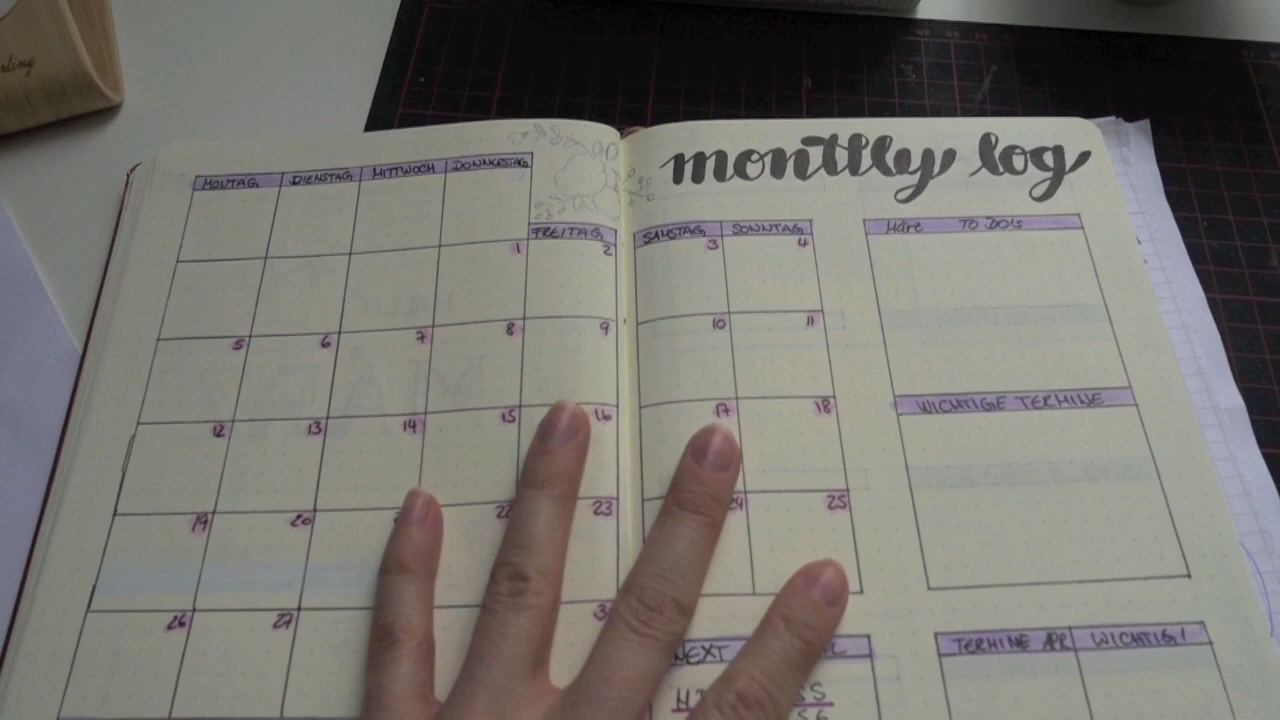 monthly log
MONTAG DIENSTAG MITTWOCH DONNERSTAG
FREITAG SAMSTAG SONNTAG
1 2 3 4
5 6 7 8 9 10 11
12 13 14 15 16 17 18
19 20 22 23 24 25
26 27
März TO DO's
WICHTIGE TERMINE
NEXT
TERMINE APR WICHTIG!